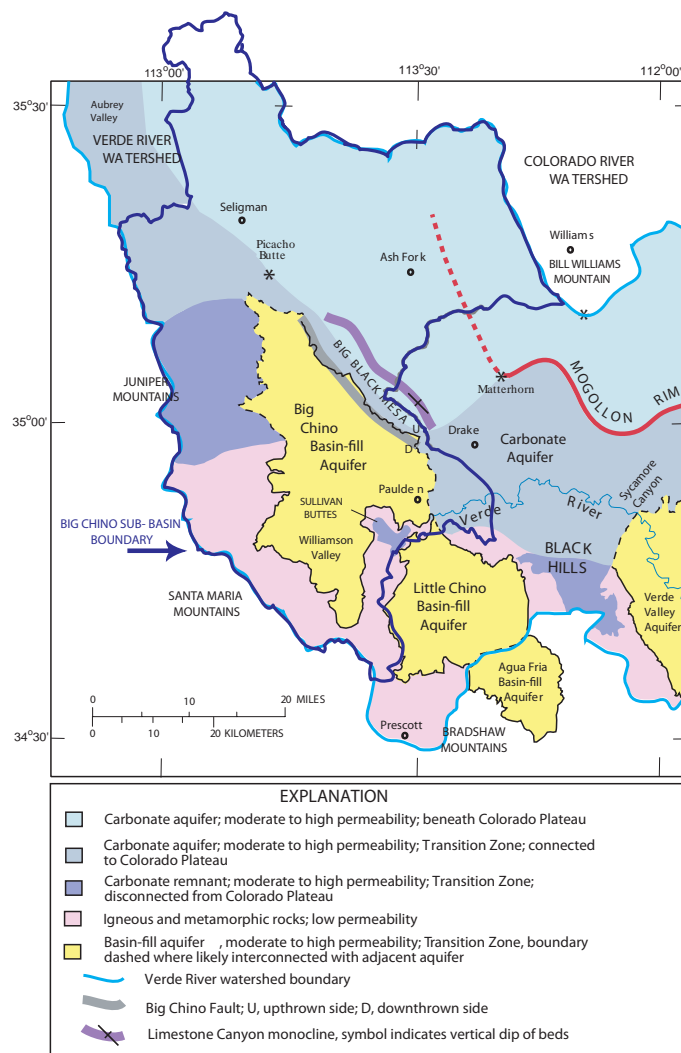 113°00'
113°30'
112°00'
35°30'
Aubrey
Valley
VERDE RIVER
WA TERSHED
COLORADO RIVER
WA TERSHED
Seligman
Williams
Picacho
Butte
Ash Fork
BILL WILLIAMS
MOUNTAIN
BIG BLACK MESA
MOGOLLON RIM
Matterhorn
JUNIPER
MOUNTAINS
35°00'
Big
Chino
Basin-fill
Aquifer
U
D
Drake
Carbonate
Aquifer
Paulden
Sycamore
Canyon
SULLIVAN
BUTTES
Verde River
BIG CHINO SUB- BASIN
BOUNDARY
Williamson
Valley
BLACK
HILLS
SANTA MARIA
MOUNTAINS
Little Chino
Basin-fill
Aquifer
Verde
Valley
Aquifer
Agua Fria
Basin-fill
Aquifer
0 10 20 MILES
0 10 20 KILOMETERS
Prescott
BRADSHAW
MOUNTAINS
34°30'
EXPLANATION
Carbonate aquifer; moderate to high permeability; beneath Colorado Plateau
Carbonate aquifer; moderate to high permeability; Transition Zone; connected
to Colorado Plateau
Carbonate remnant; moderate to high permeability; Transition Zone;
disconnected from Colorado Plateau
Igneous and metamorphic rocks; low permeability
Basin-fill aquifer , moderate to high permeability; Transition Zone, boundary
dashed where likely interconnected with adjacent aquifer
Verde River watershed boundary
Big Chino Fault; U, upthrown side; D, downthrown side
Limestone Canyon monocline, symbol indicates vertical dip of beds